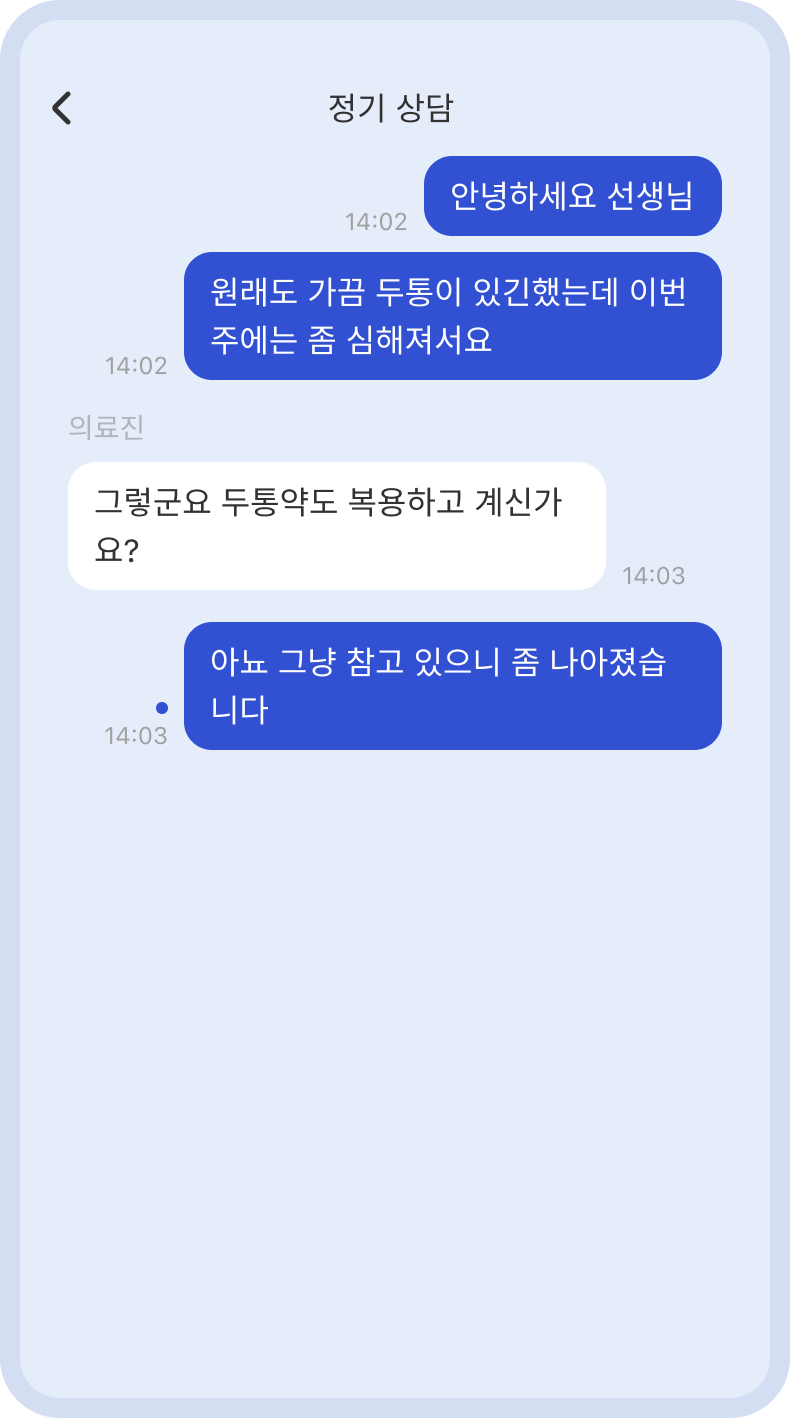 정기 상담
안녕하세요 선생님
14:02
원래도 가끔 두통이 있긴했는데 이번
주에는 좀 심해져서요
14:02
의료진
그렇군요 두통약도 복용하고 계신가
요?
14:03
아뇨 그냥 참고 있으니 좀 나아졌습
니다
14:03